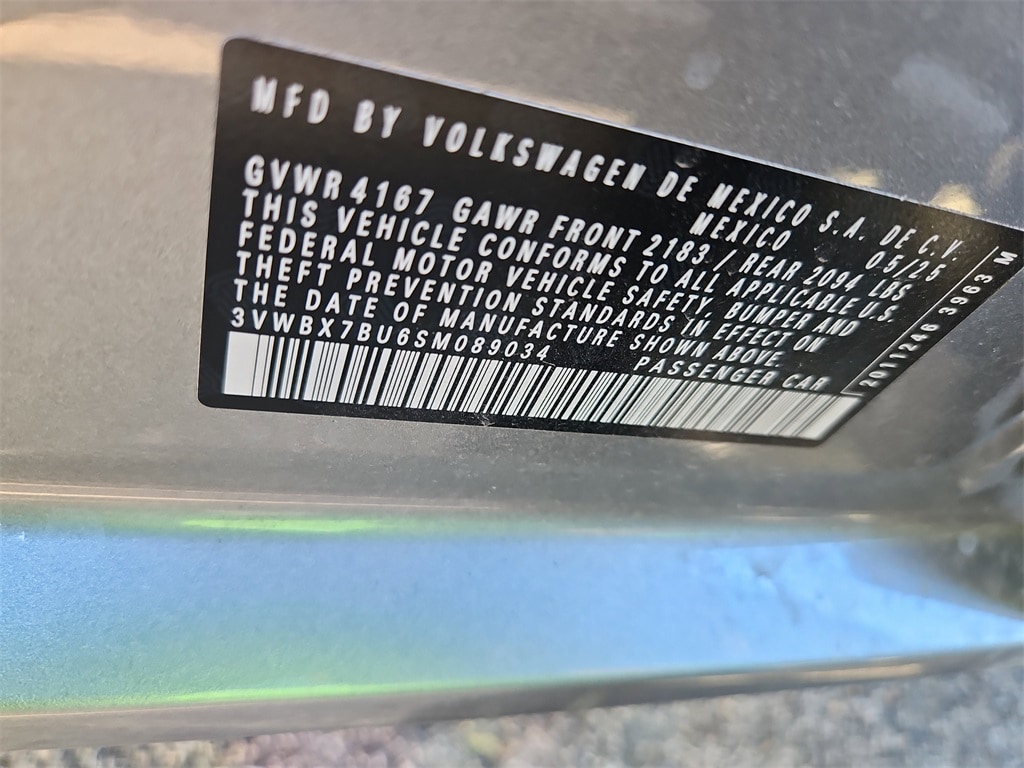 MFD BY VOLKSWAGEN DE MEXICO S.A. DE C.V.
MEXICO 05/25
GVWR 4167 GAWR FRONT 2183 / REAR 2094 LBS
THIS VEHICLE CONFORMS TO ALL APPLICABLE U.S.
FEDERAL MOTOR VEHICLE SAFETY, BUMPER AND
THEFT PREVENTION STANDARDS IN EFFECT ON
THE DATE OF MANUFACTURE SHOWN ABOVE.
3VWBX7BU6SM089034 PASSENGER CAR
2011246 3963 M